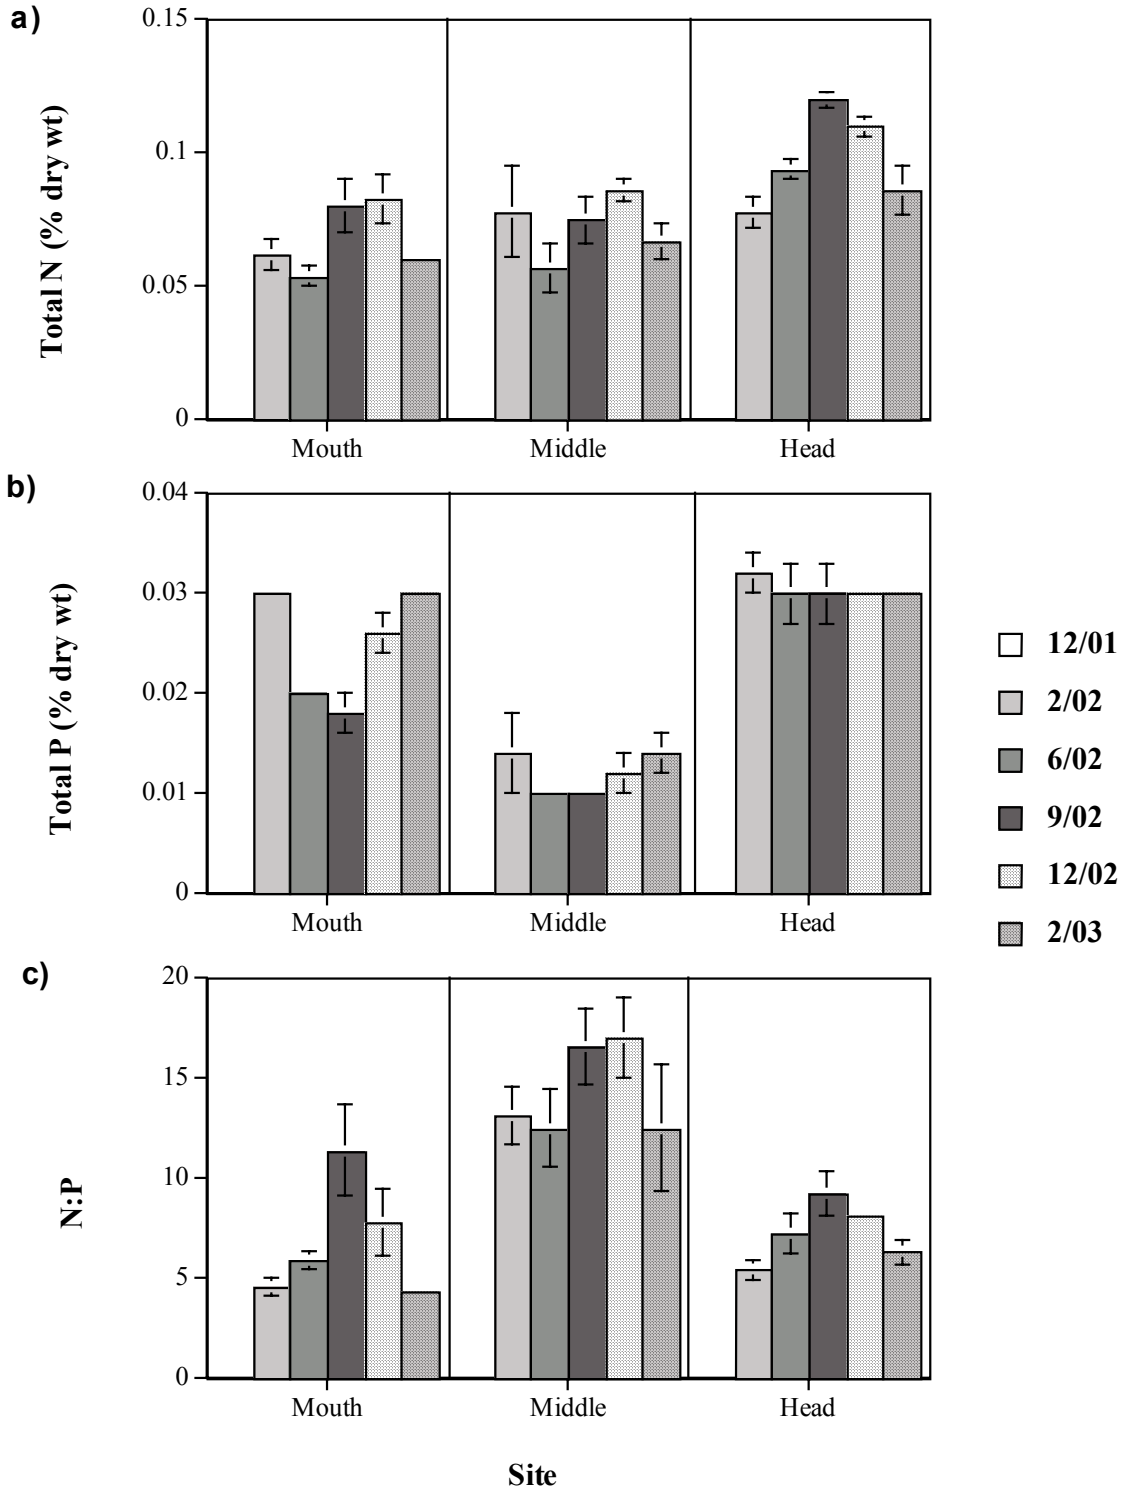 a)
Total N (% dry wt)
0.15
0.1
0.05
0
Mouth Middle Head
b)
Total P (% dry wt)
0.04
0.03
0.02
0.01
0
Mouth Middle Head
12/01
2/02
6/02
9/02
12/02
2/03
c)
N:P
20
15
10
5
0
Mouth Middle Head
Site